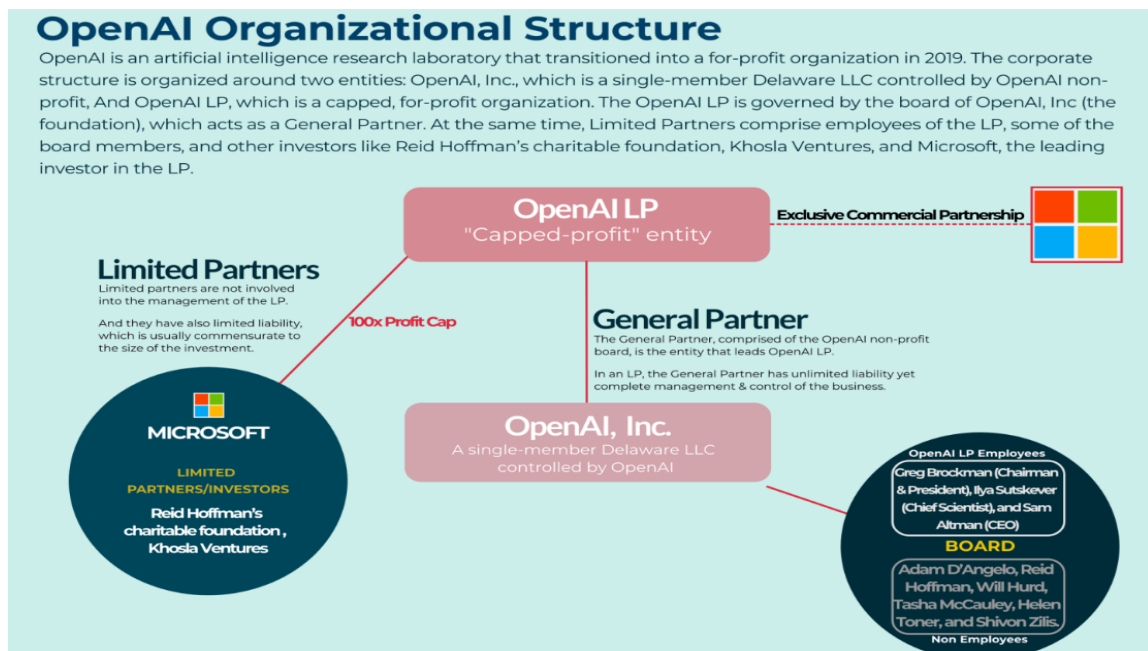 OpenAI Organizational Structure
OpenAI is an artificial intelligence research laboratory that transitioned into a for-profit organization in 2019. The corporate
structure is organized around two entities: OpenAI, Inc., which is a single-member Delaware LLC controlled by OpenAI non-
profit, And OpenAI LP, which is a capped, for-profit organization. The OpenAI LP is governed by the board of OpenAI, Inc (the
foundation), which acts as a General Partner. At the same time, Limited Partners comprise employees of the LP, some of the
board members, and other investors like Reid Hoffman's charitable foundation, Khosla Ventures, and Microsoft, the leading
investor in the LP.
OpenAI LP
"Capped-profit" entity
Exclusive Commercial Partnership
Limited Partners
Limited partners are not involved
into the management of the LP.
And they have also limited liability,
which is usually commensurate to
the size of the investment.
100x Profit Cap
General Partner
The General Partner, comprised of the OpenAI non-profit
board, is the entity that leads OpenAI LP.
In an LP, the General Partner has unlimited liability yet
complete management & control of the business.
MICROSOFT
LIMITED
PARTNERS/INVESTORS
Reid Hoffman's
charitable foundation ,
Khosla Ventures
OpenAI, Inc.
A single-member Delaware LLC
controlled by OpenAI
OpenAI LP Employees
Greg Brockman (Chairman
& President), Ilya Sutskever
(Chief Scientist), and Sam
Altman (CEO)
BOARD
Adam D'Angelo, Reid
Hoffman, Will Hurd,
Tasha McCauley, Helen
Toner, and Shivon Zilis.
Non Employees